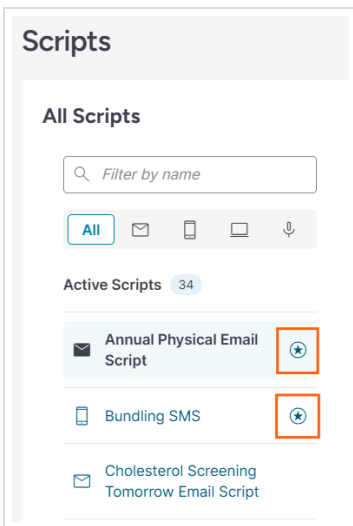 Scripts
All Scripts
Filter by name
All
Active Scripts 34
Annual Physical Email
Script
Bundling SMS
Cholesterol Screening
Tomorrow Email Script